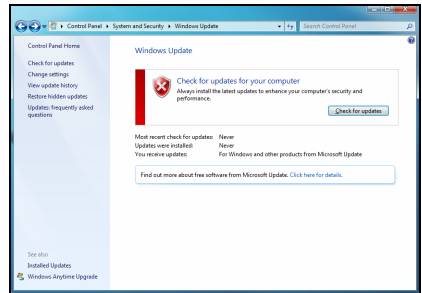 Control Panel ▸ System and Security ▸ Windows Update
Search Control Panel
Control Panel Home
Check for updates
Change settings
View update history
Restore hidden updates
Updates: frequently asked
questions
See also
Installed Updates
Windows Anytime Upgrade
Windows Update
Check for updates for your computer
Always install the latest updates to enhance your computer's security and
performance.
Check for updates
Most recent check for updates: Never
Updates were installed: Never
You receive updates: For Windows and other products from Microsoft Update
Find out more about free software from Microsoft Update. Click here for details.